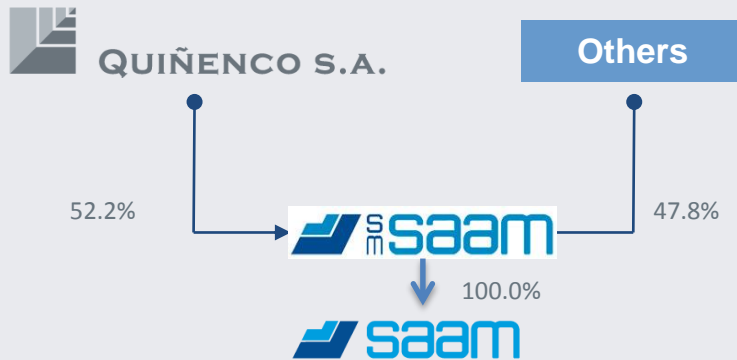 QUIÑENCO S.A.
Others
52.2%
47.8%
SM saam
100.0%
saam